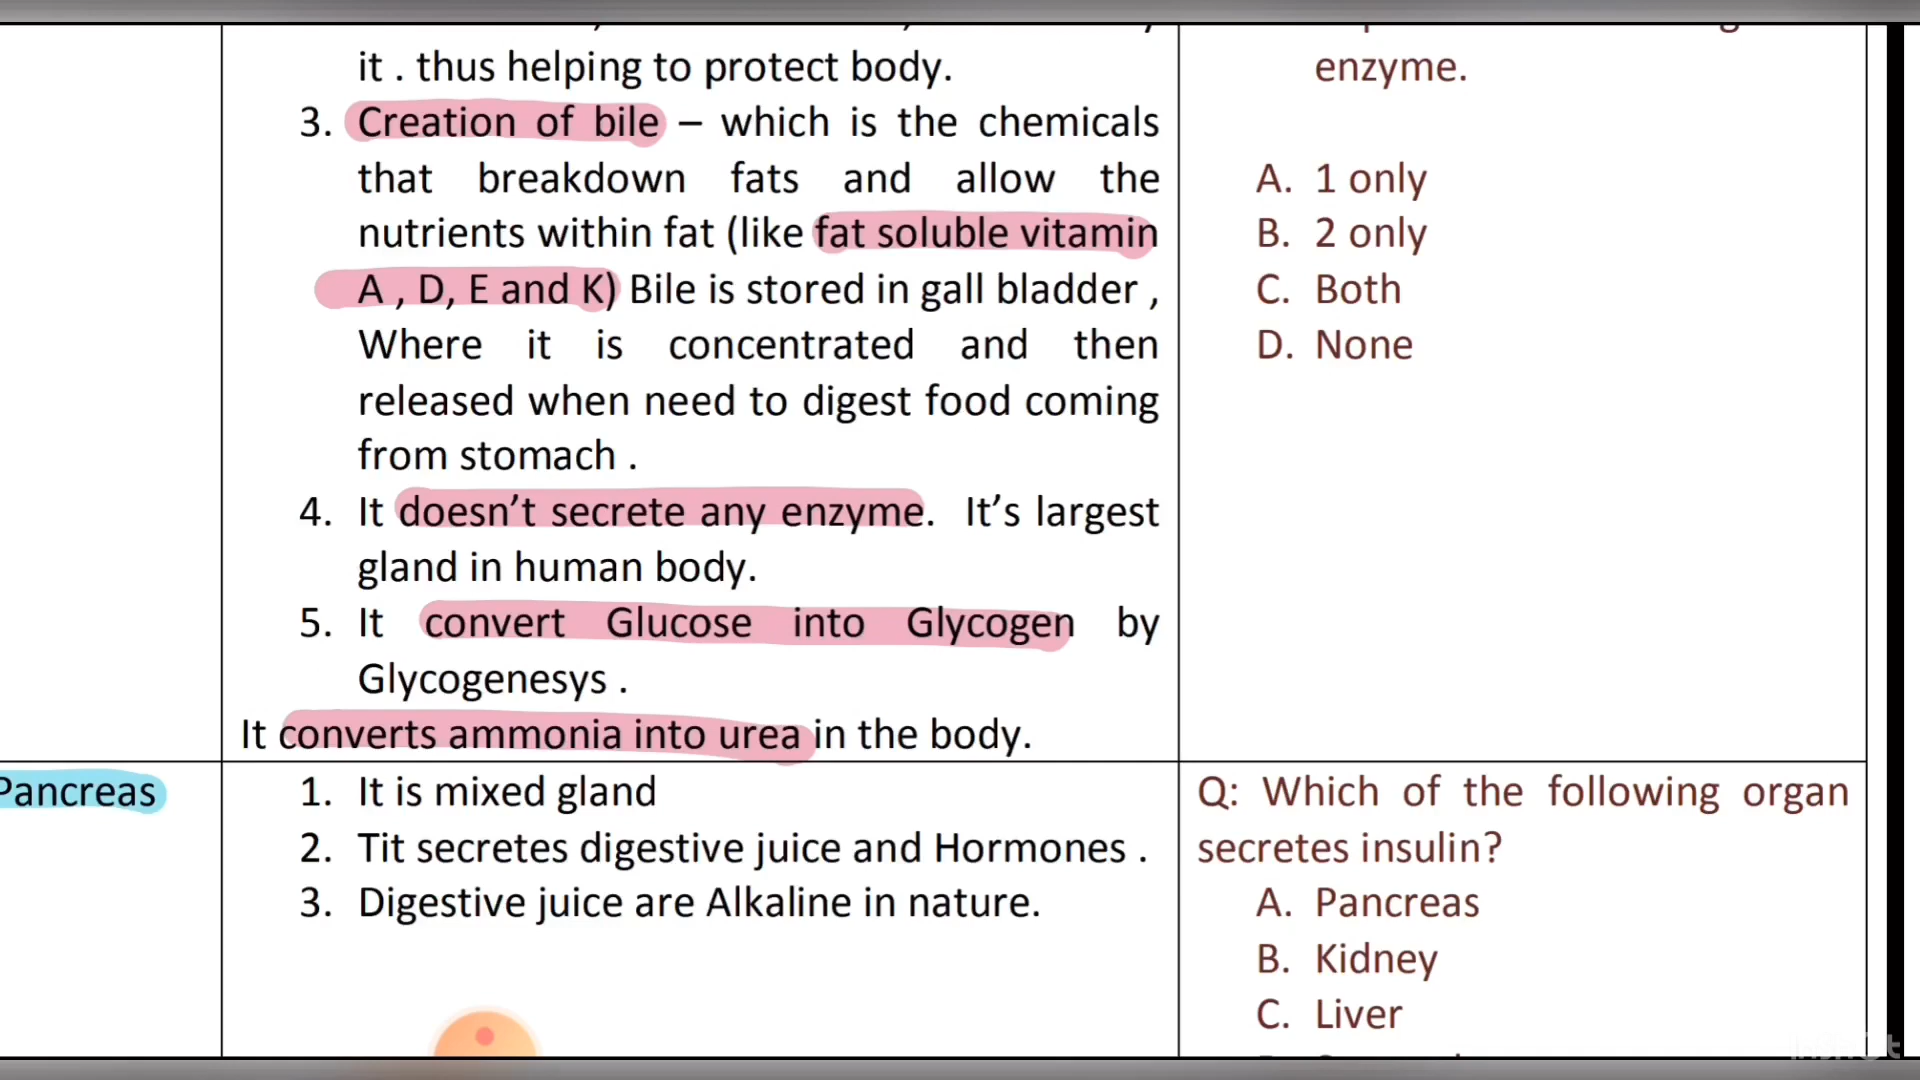 it . thus helping to protect body.
3. Creation of bile – which is the chemicals
that breakdown fats and allow the
nutrients within fat (like fat soluble vitamin
A , D, E and K) Bile is stored in gall bladder ,
Where it is concentrated and then
released when need to digest food coming
from stomach .
4. It doesn’t secrete any enzyme. It’s largest
gland in human body.
5. It convert Glucose into Glycogen by
Glycogenesys .
It converts ammonia into urea in the body.
enzyme.
A. 1 only
B. 2 only
C. Both
D. None
Pancreas
1. It is mixed gland
2. Tit secretes digestive juice and Hormones .
3. Digestive juice are Alkaline in nature.
Q: Which of the following organ
secretes insulin?
A. Pancreas
B. Kidney
C. Liver